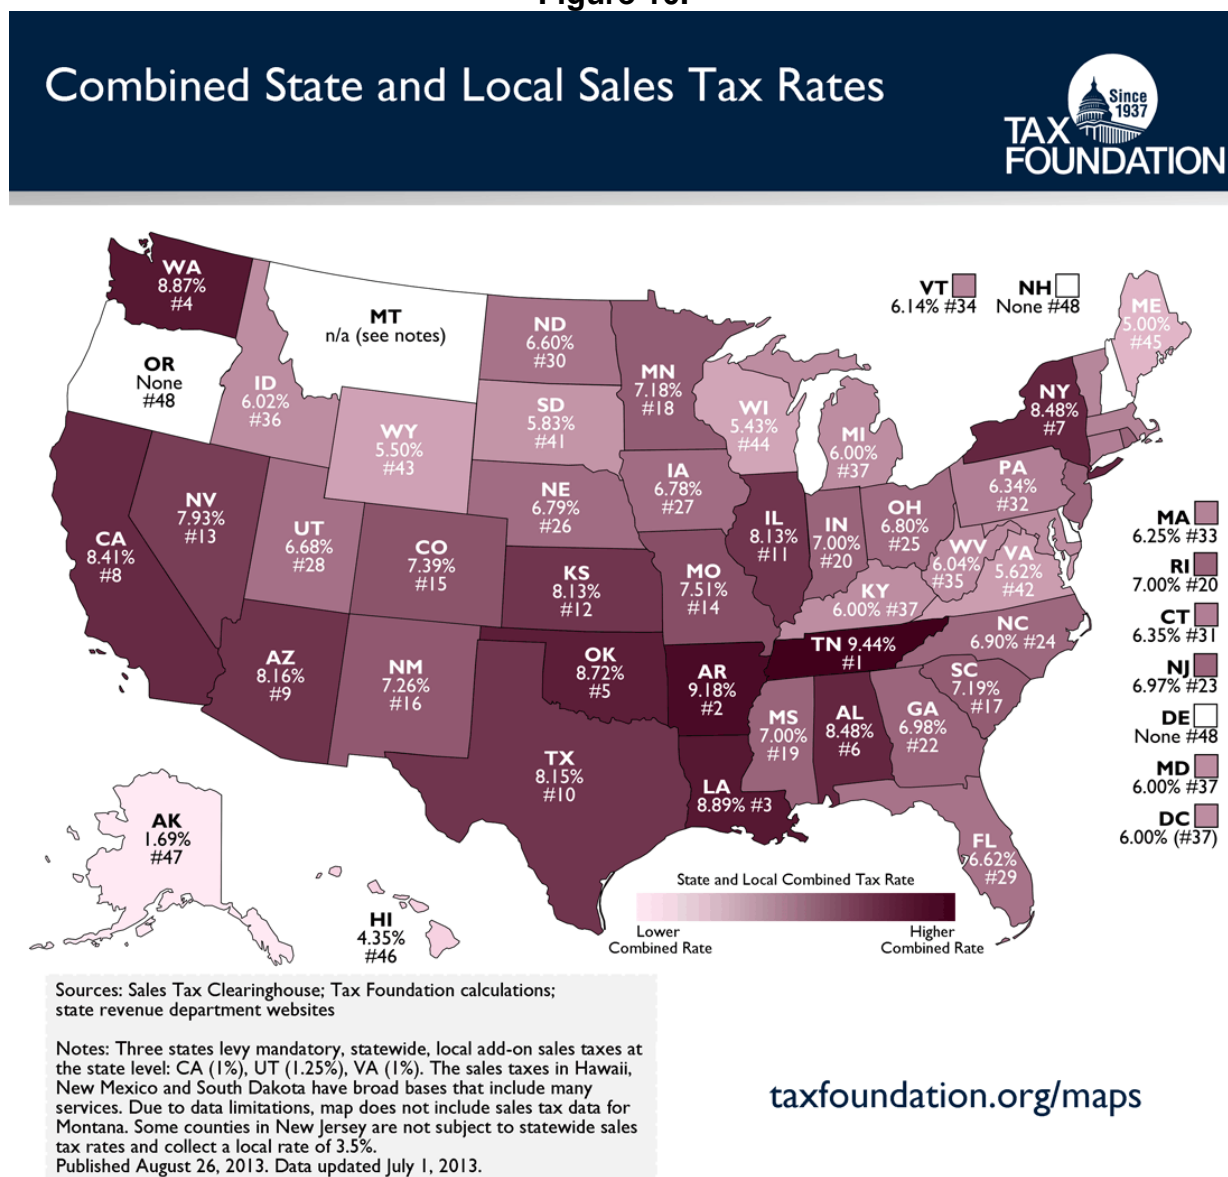 Figure 10.
Combined State and Local Sales Tax Rates
Since
1937
TAX
FOUNDATION
WA
8.87%
#4
MT
n/a (see notes)
OR
None
#48
ID
6.02%
#36
WY
5.50%
#43
ND
6.60%
#30
SD
5.83%
#41
MN
7.18%
#18
WI
5.43%
#44
MI
6.00%
#37
VT
6.14% #34
NH
None #48
ME
5.00%
#45
NY
8.48%
#7
CA
8.41%
#8
NV
7.93%
#13
UT
6.68%
#28
CO
7.39%
#15
NE
6.79%
#26
IA
6.78%
#27
KS
8.13%
#12
MO
7.51%
#14
IL
8.13%
#11
IN
7.00%
#20
OH
6.80%
#25
PA
6.34%
#32
WV
6.04%
#35
VA
5.62%
#42
KY
6.00% #37
NC
6.90% #24
TN 9.44%
#1
SC
7.19%
#17
AZ
8.16%
#9
NM
7.26%
#16
OK
8.72%
#5
AR
9.18%
#2
MS
7.00%
#19
AL
8.48%
#6
GA
6.98%
#22
TX
8.15%
#10
LA
8.89% #3
FL
6.62%
#29
MA
6.25% #33
RI
7.00% #20
CT
6.35% #31
NJ
6.97% #23
DE
None #48
MD
6.00% #37
DC
6.00% (#37)
AK
1.69%
#47
HI
4.35%
#46
State and Local Combined Tax Rate
Lower
Combined Rate
Higher
Combined Rate
Sources: Sales Tax Clearinghouse; Tax Foundation calculations;
state revenue department websites
Notes: Three states levy mandatory, statewide, local add-on sales taxes at
the state level: CA (1%), UT (1.25%), VA (1%). The sales taxes in Hawaii,
New Mexico and South Dakota have broad bases that include many
services. Due to data limitations, map does not include sales tax data for
Montana. Some counties in New Jersey are not subject to statewide sales
tax rates and collect a local rate of 3.5%.
Published August 26, 2013. Data updated July 1, 2013.
taxfoundation.org/maps